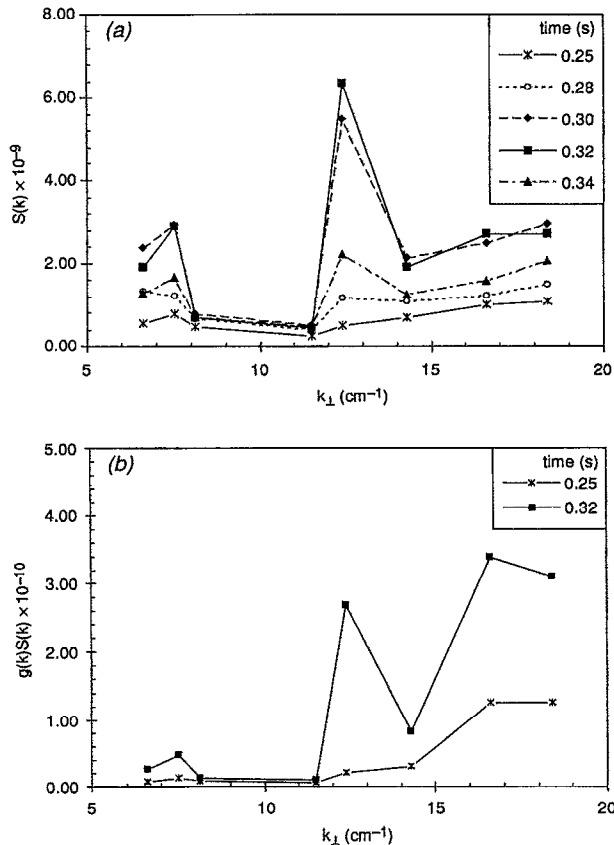 (a)
time (s)
0.25
0.28
0.30
0.32
0.34
8.00
6.00
4.00
2.00
0.00
S(k) × 10⁻⁹
5 10 15 20
k⊥ (cm⁻¹)
(b)
time (s)
0.25
0.32
5.00
4.00
3.00
2.00
1.00
0.00
g(k)S(k) × 10⁻¹⁰
5 10 15 20
k⊥ (cm⁻¹)